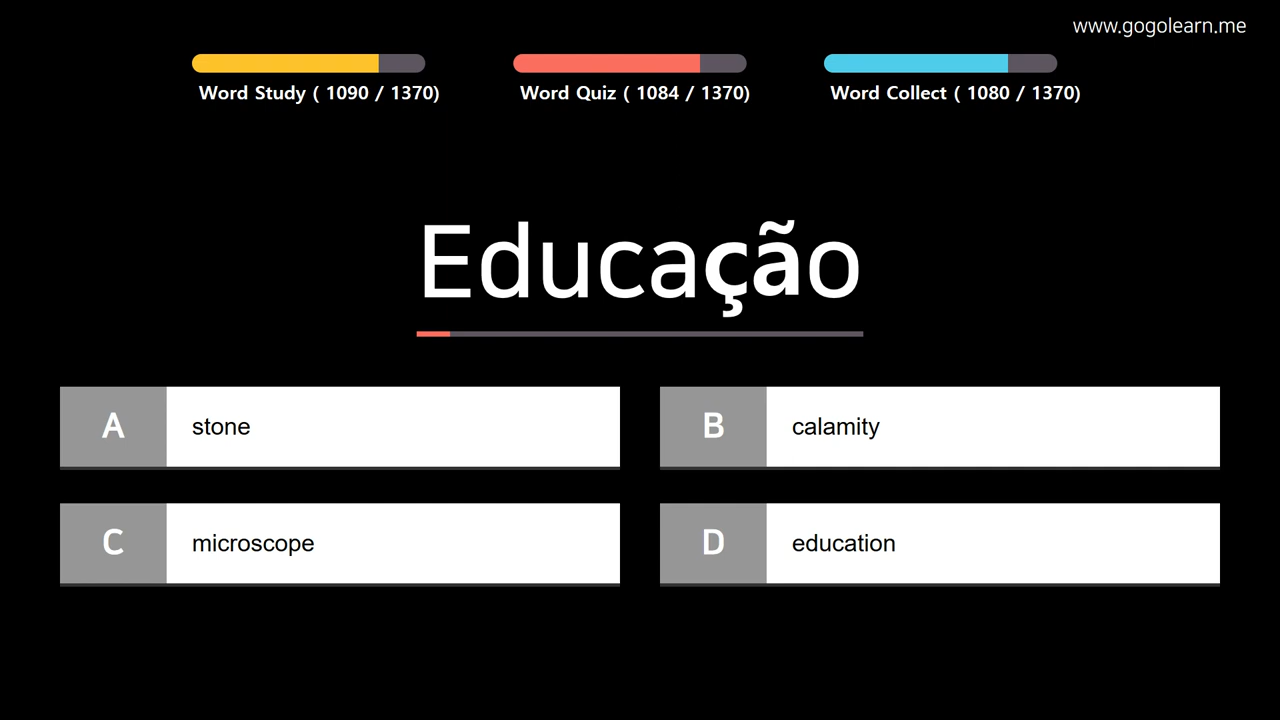 www.gogolearn.me
Word Study ( 1090 / 1370)
Word Quiz ( 1084 / 1370)
Word Collect ( 1080 / 1370)
Educação
A stone
B calamity
C microscope
D education